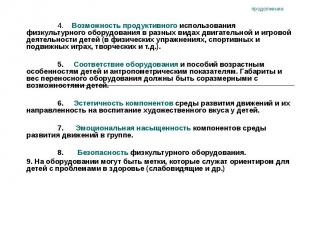 продолжение
4. Возможность продуктивного использования
физкультурного оборудования в разных видах двигательной и игровой
деятельности детей (в физических упражнениях, спортивных и
подвижных играх, творческих и т.д.).
5. Соответствие оборудования и пособий возрастным
особенностям детей и антропометрическим показателям. Габариты и
вес переносного оборудования должны быть соразмерными с
возможностями детей.
6. Эстетичность компонентов среды развития движений и их
направленность на воспитание художественного вкуса у детей.
7. Эмоциональная насыщенность компонентов среды
развития движений в группе.
8. Безопасность физкультурного оборудования.
9. На оборудовании могут быть метки, которые служат ориентиром для
детей с проблемами в здоровье (слабовидящие и др.)